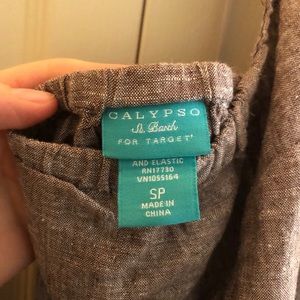 CALYPSO
St. Barth
FOR TARGET®
AND ELASTIC
RN17730
VN1055164
SP
MADE IN
CHINA